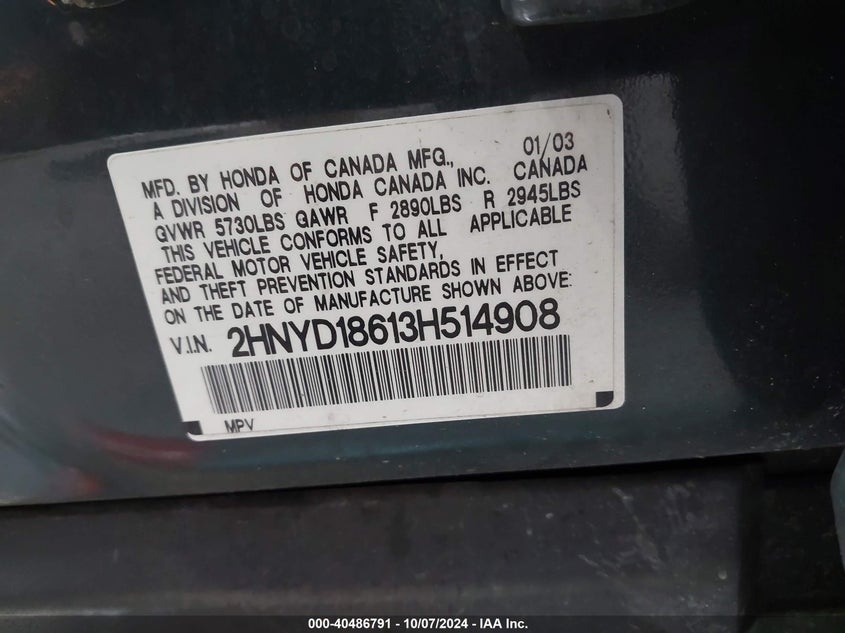 01/03
MFD. BY HONDA OF CANADA MFG.,
A DIVISION OF HONDA CANADA INC. CANADA
GVWR 5730LBS GAWR F 2890LBS R 2945LBS
THIS VEHICLE CONFORMS TO ALL APPLICABLE
FEDERAL MOTOR VEHICLE SAFETY,
AND THEFT PREVENTION STANDARDS IN EFFECT
ON THE DATE OF MANUFACTURE SHOWN ABOVE:
V.I.N. 2HNYD18613H514908
MPV
000-40486791 - 10/07/2024 - IAA Inc.